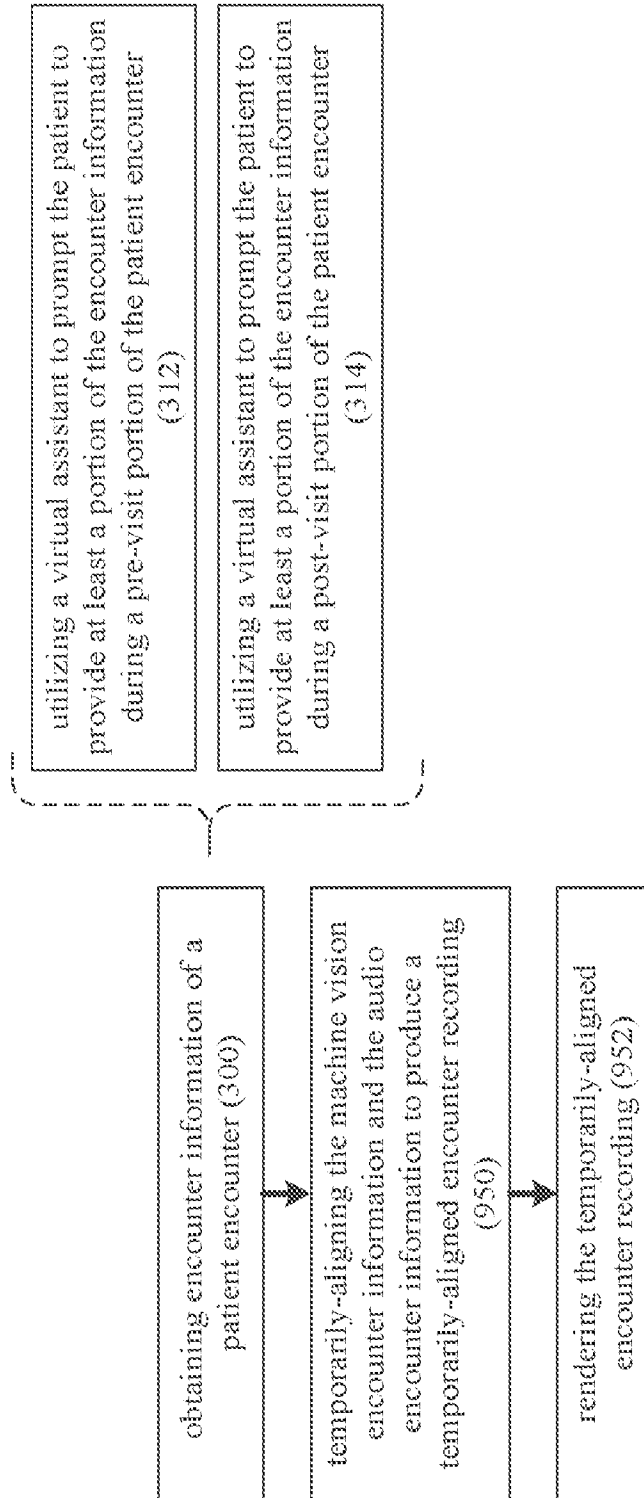 obtaining encounter information of a
patient encounter (300)
temporarily-aligning the machine vision
encounter information and the audio
encounter information to produce a
temporarily-aligned encounter recording
(950)
rendering the temporarily-aligned
encounter recording (952)
utilizing a virtual assistant to prompt the patient to
provide at least a portion of the encounter information
during a pre-visit portion of the patient encounter
(312)
utilizing a virtual assistant to prompt the patient to
provide at least a portion of the encounter information
during a post-visit portion of the patient encounter
(314)